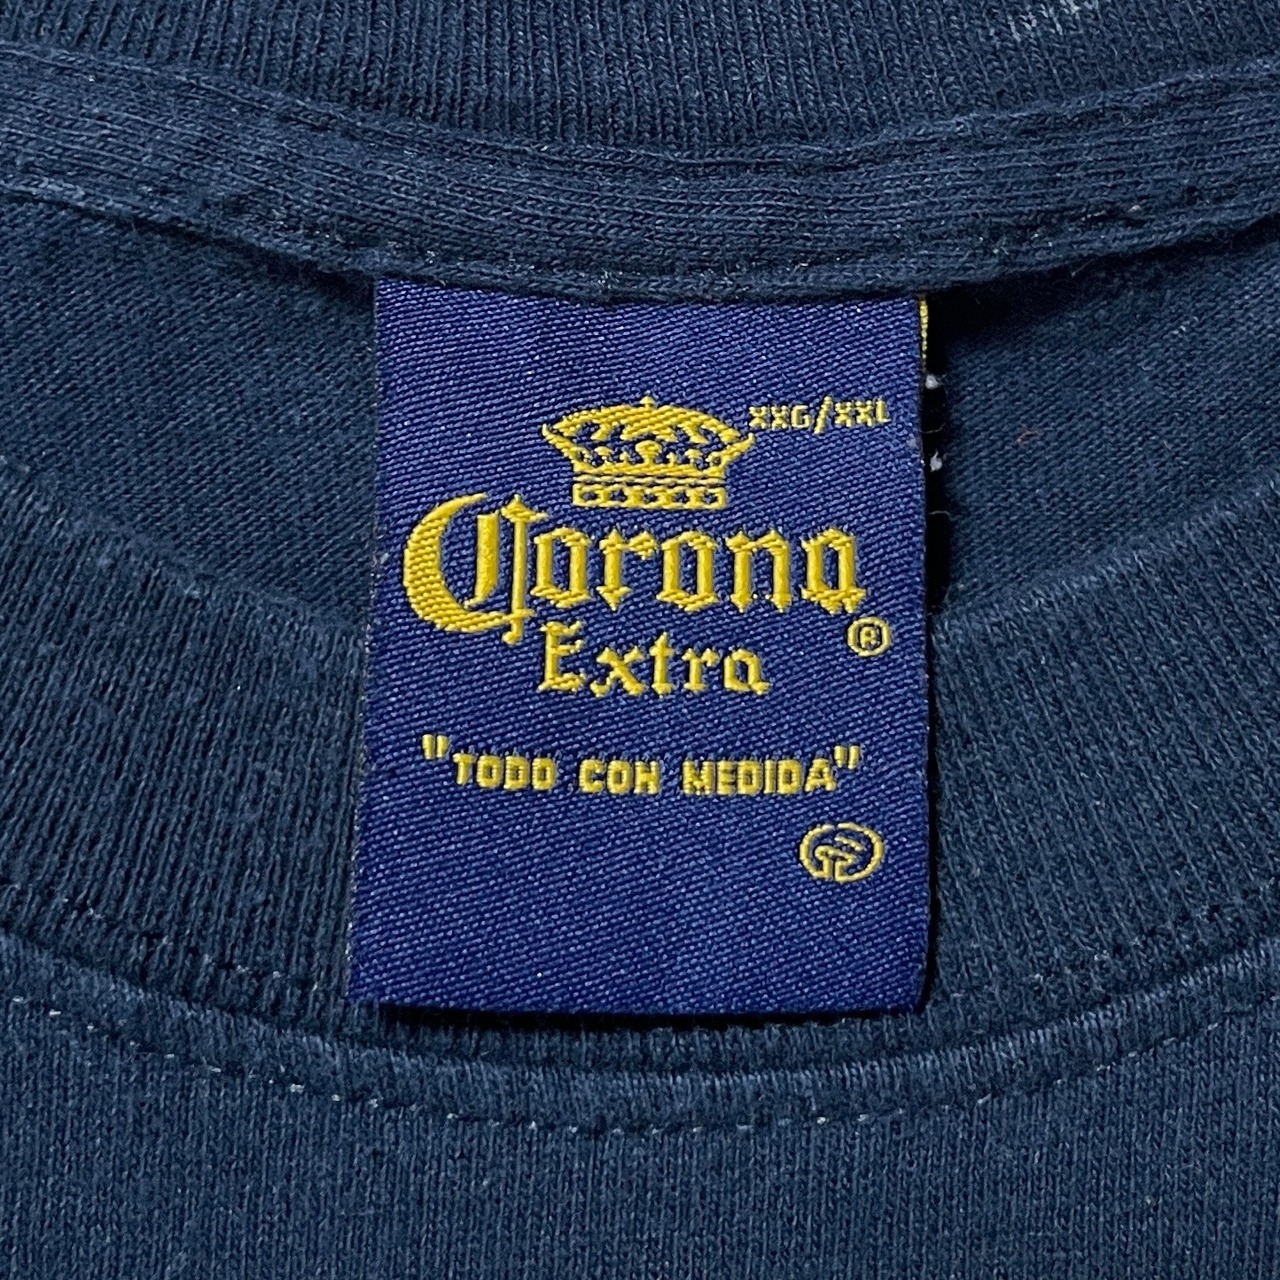 XXG/XXL
Corona
Extra
®
"TODO CON MEDIDA"